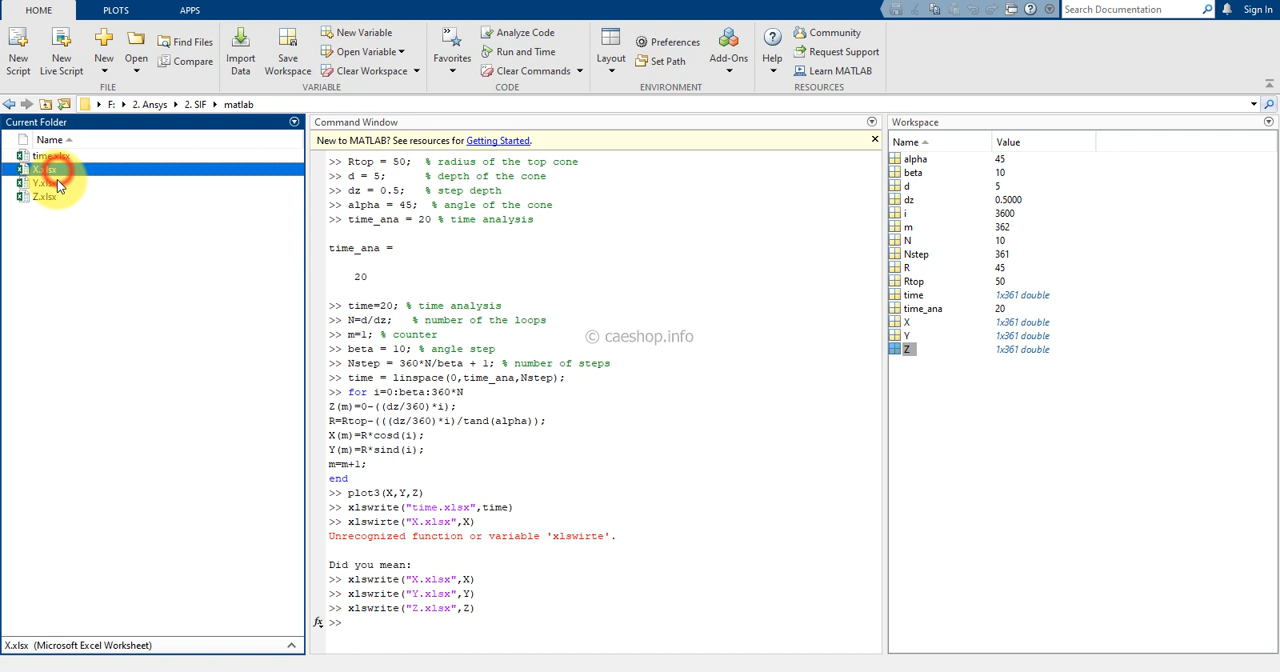 HOME PLOTS APPS
Search Documentation Sign In
New Script
New Live Script
New
Open
Find Files
Compare
FILE
Import Data
Save Workspace
New Variable
Open Variable
Clear Workspace
VARIABLE
Favorites
Analyze Code
Run and Time
Clear Commands
CODE
Layout
Preferences
Set Path
Add-Ons
ENVIRONMENT
Help
Community
Request Support
Learn MATLAB
RESOURCES
F: 2. Ansys 2. SIF matlab
Current Folder
Name
time.xlsx
X.xlsx
Y.xlsx
Z.xlsx
X.xlsx (Microsoft Excel Worksheet)
Command Window
New to MATLAB? See resources for Getting Started.
>> Rtop = 50; % radius of the top cone
>> d = 5; % depth of the cone
>> dz = 0.5; % step depth
>> alpha = 45; % angle of the cone
>> time_ana = 20 % time analysis
time_ana =
20
>> time=20; % time analysis
>> N=d/dz; % number of the loops
>> m=1; % counter
>> beta = 10; % angle step
>> Nstep = 360*N/beta + 1; % number of steps
>> time = linspace(0,time_ana,Nstep);
>> for i=0:beta:360*N
Z(m)=0-((dz/360)*i);
R=Rtop-(((dz/360)*i)/tand(alpha));
X(m)=R*cosd(i);
Y(m)=R*sind(i);
m=m+1;
end
>> plot3(X,Y,Z)
>> xlswrite("time.xlsx",time)
>> xlswirte("X.xlsx",X)
Unrecognized function or variable 'xlswirte'.
Did you mean:
>> xlswrite("X.xlsx",X)
>> xlswrite("Y.xlsx",Y)
>> xlswrite("Z.xlsx",Z)
fx >>
© caeshop.info
Workspace
Name Value
alpha 45
beta 10
d 5
dz 0.5000
i 3600
m 362
N 10
Nstep 361
R 45
Rtop 50
time 1x361 double
time_ana 20
X 1x361 double
Y 1x361 double
Z 1x361 double